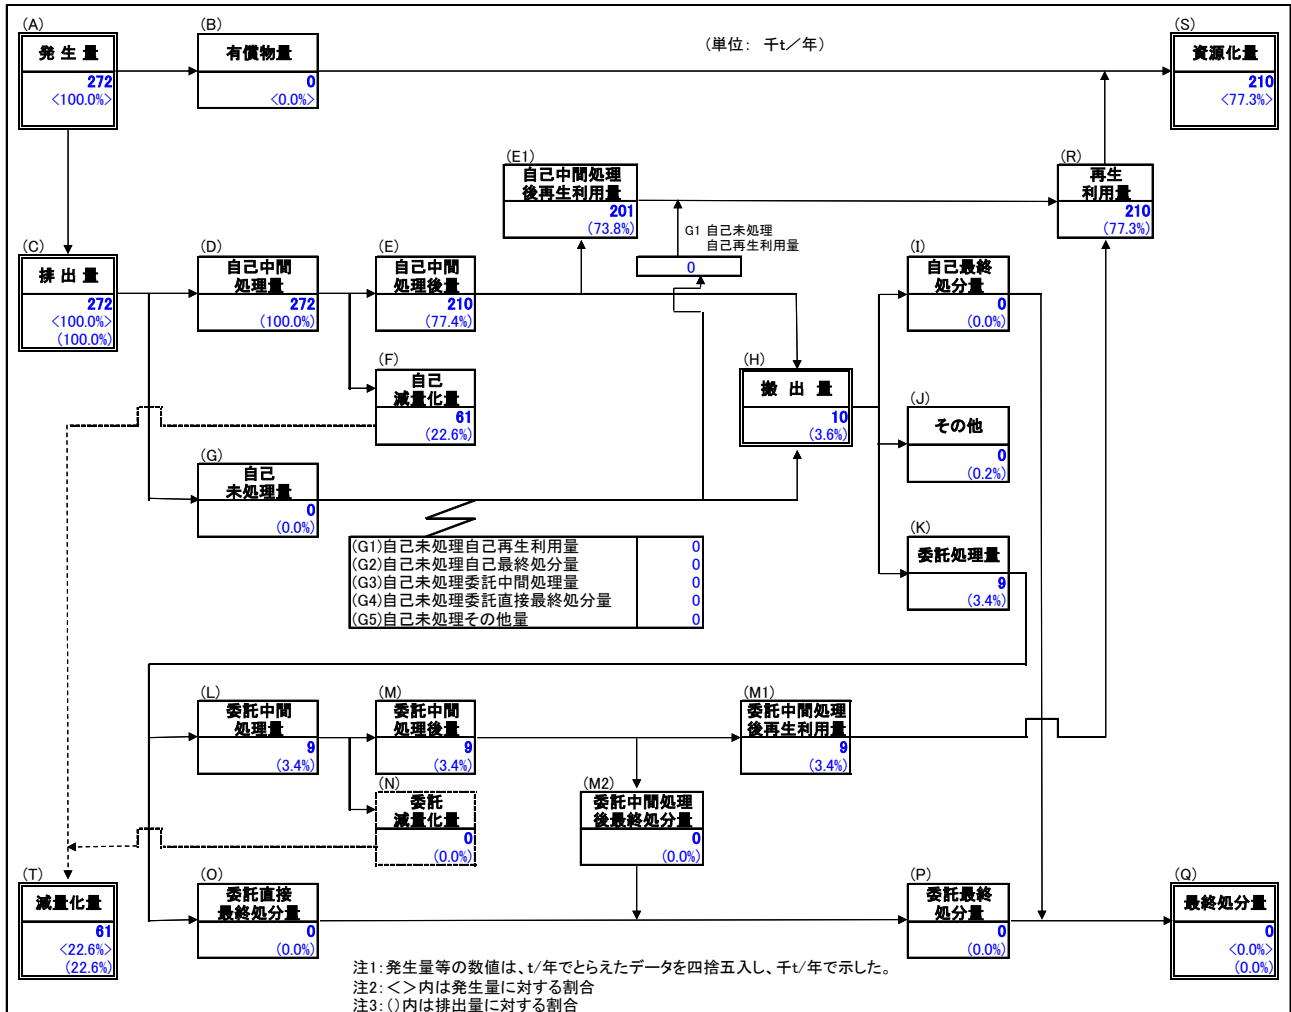 (A)
発 生 量
272
<100.0%>
(B)
有償物量
0
<0.0%>
(単位： 千t／年)
(S)
資源化量
210
<77.3%>
(E1)
自己中間処理
後再生利用量
201
(73.8%)
(R)
再生
利用量
210
(77.3%)
G1 自己未処理
自己再生利用量
0
(C)
排 出 量
272
<100.0%>
(100.0%)
(D)
自己中間
処理量
272
(100.0%)
(E)
自己中間
処理後量
210
(77.4%)
(I)
自己最終
処分量
0
(0.0%)
(F)
自己
減量化量
61
(22.6%)
(H)
搬 出 量
10
(3.6%)
(J)
その他
0
(0.2%)
(G)
自己
未処理量
0
(0.0%)
(G1)自己未処理自己再生利用量 0
(G2)自己未処理自己最終処分量 0
(G3)自己未処理委託中間処理量 0
(G4)自己未処理委託直接最終処分量 0
(G5)自己未処理その他量 0
(K)
委託処理量
9
(3.4%)
(L)
委託中間
処理量
9
(3.4%)
(M)
委託中間
処理後量
9
(3.4%)
(M1)
委託中間処理
後再生利用量
9
(3.4%)
(N)
委託
減量化量
0
(0.0%)
(M2)
委託中間処理
後最終処分量
0
(0.0%)
(T)
減量化量
61
<22.6%>
(22.6%)
(O)
委託直接
最終処分量
0
(0.0%)
(P)
委託最終
処分量
0
(0.0%)
(Q)
最終処分量
0
<0.0%>
(0.0%)
注1：発生量等の数値は、t/年でとらえたデータを四捨五入し、千t/年で示した。
注2：＜＞内は発生量に対する割合
注3：()内は排出量に対する割合